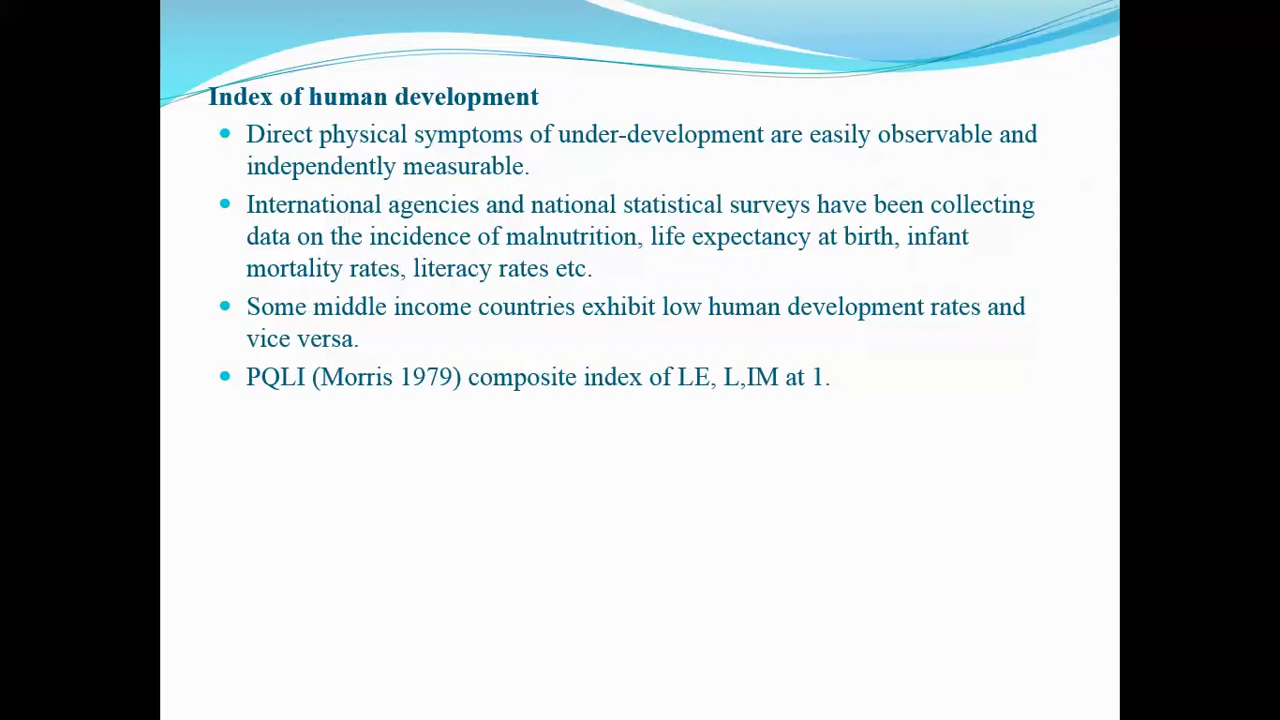 Index of human development
Direct physical symptoms of under-development are easily observable and
independently measurable.
International agencies and national statistical surveys have been collecting
data on the incidence of malnutrition, life expectancy at birth, infant
mortality rates, literacy rates etc.
Some middle income countries exhibit low human development rates and
vice versa.
PQLI (Morris 1979) composite index of LE, L,IM at 1.